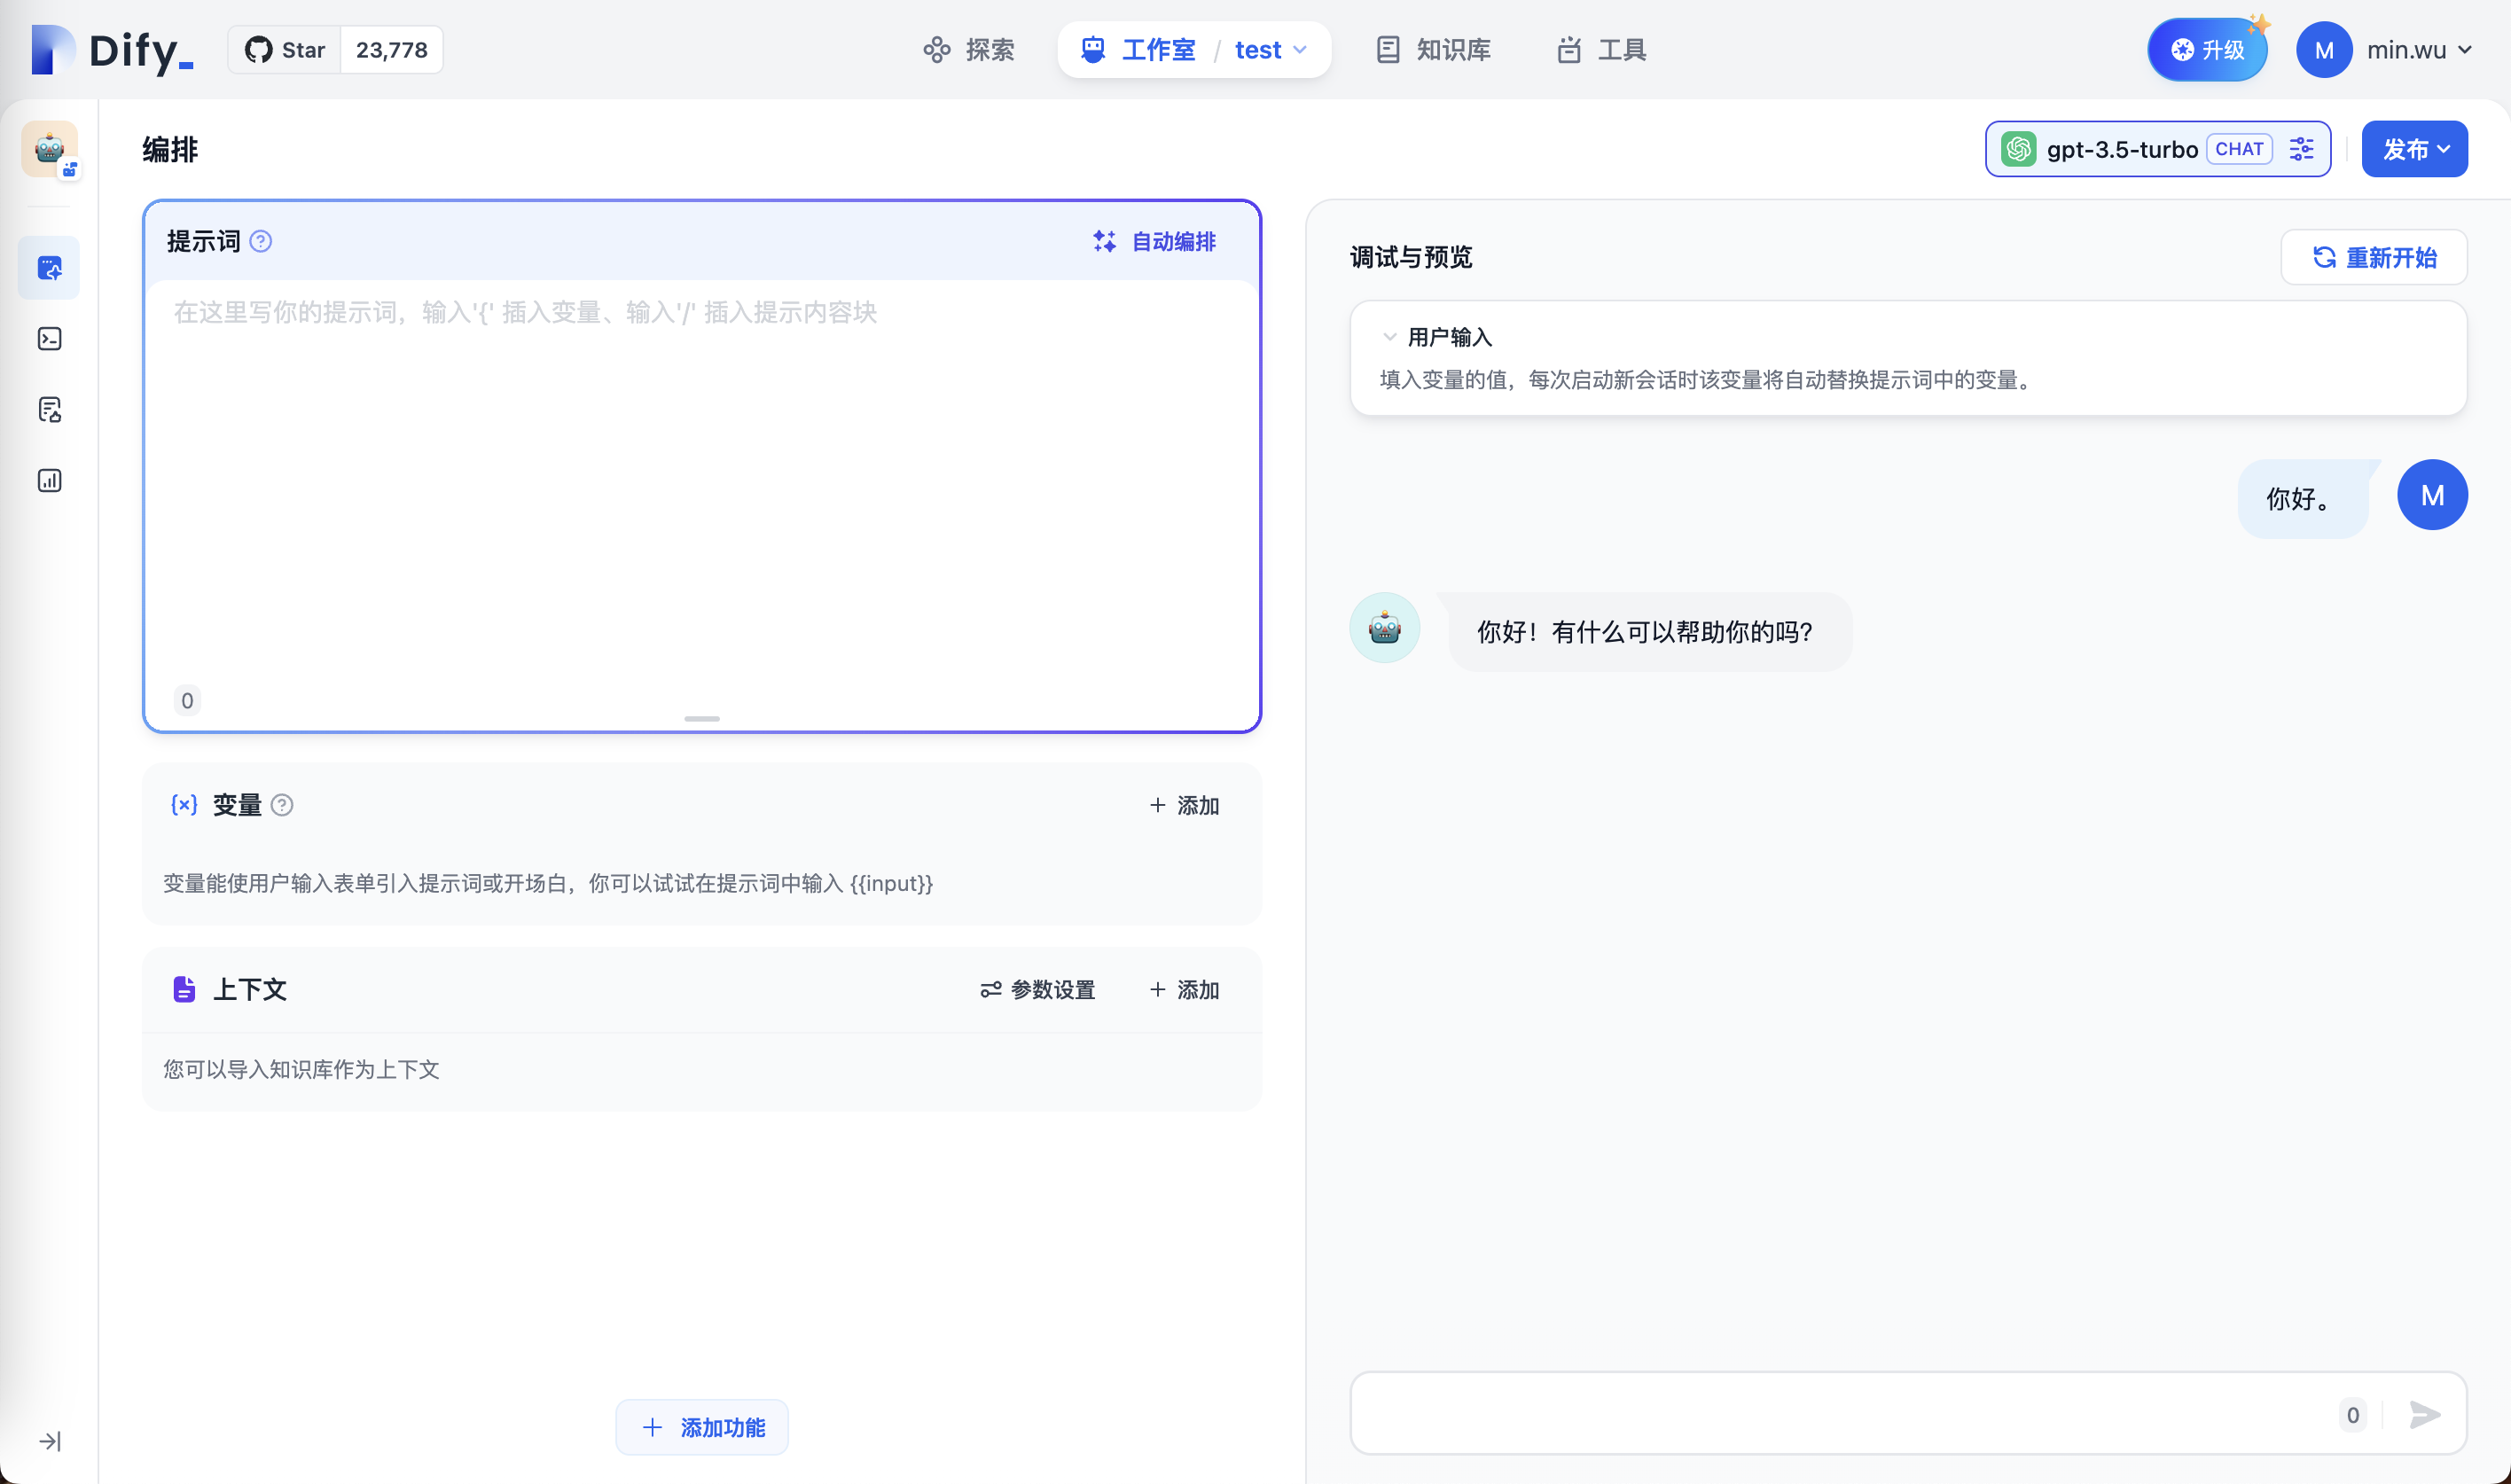 Dify_
Star 23,778
探索
工作室 / test
知识库
工具
升级
M min.wu
编排
gpt-3.5-turbo CHAT
发布
提示词
自动编排
在这里写你的提示词，输入'{' 插入变量、输入'/' 插入提示内容块
0
{x} 变量
+ 添加
变量能使用户输入表单引入提示词或开场白，你可以试试在提示词中输入 {{input}}
上下文
参数设置
+ 添加
您可以导入知识库作为上下文
+ 添加功能
调试与预览
重新开始
用户输入
填入变量的值，每次启动新会话时该变量将自动替换提示词中的变量。
你好。
M
你好！有什么可以帮助你的吗？
0